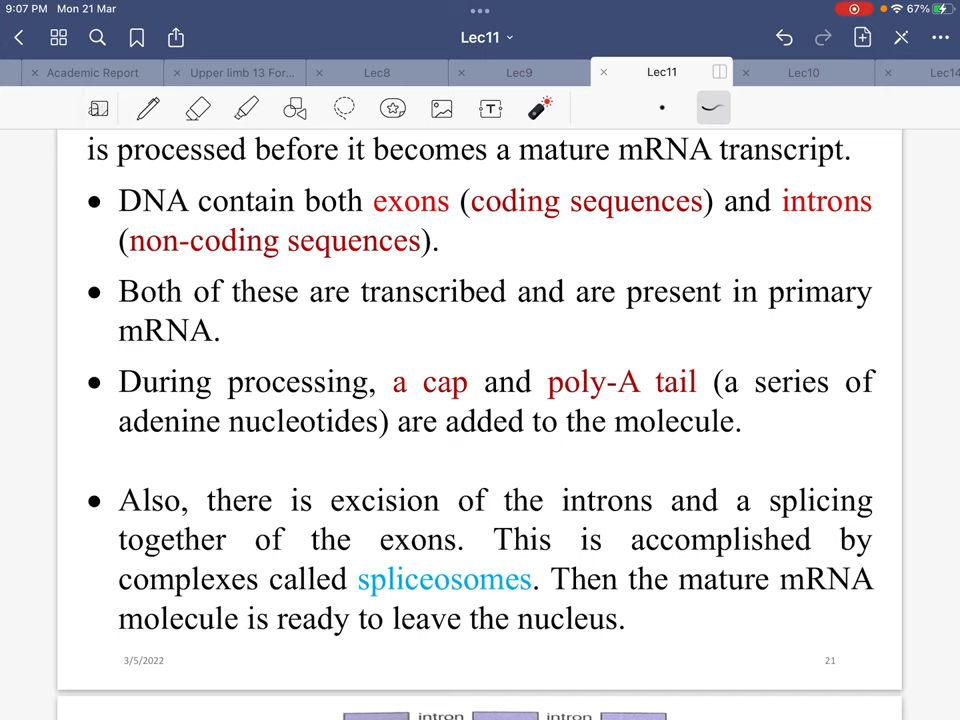 9:07 PM Mon 21 Mar
67%
Lec11
Academic Report
Upper limb 13 For...
Lec8
Lec9
Lec11
Lec10
Lec14
T
is processed before it becomes a mature mRNA transcript.
• DNA contain both exons (coding sequences) and introns
(non-coding sequences).
• Both of these are transcribed and are present in primary
mRNA.
• During processing, a cap and poly-A tail (a series of
adenine nucleotides) are added to the molecule.
• Also, there is excision of the introns and a splicing
together of the exons. This is accomplished by
complexes called spliceosomes. Then the mature mRNA
molecule is ready to leave the nucleus.
3/5/2022
21
intron
intron